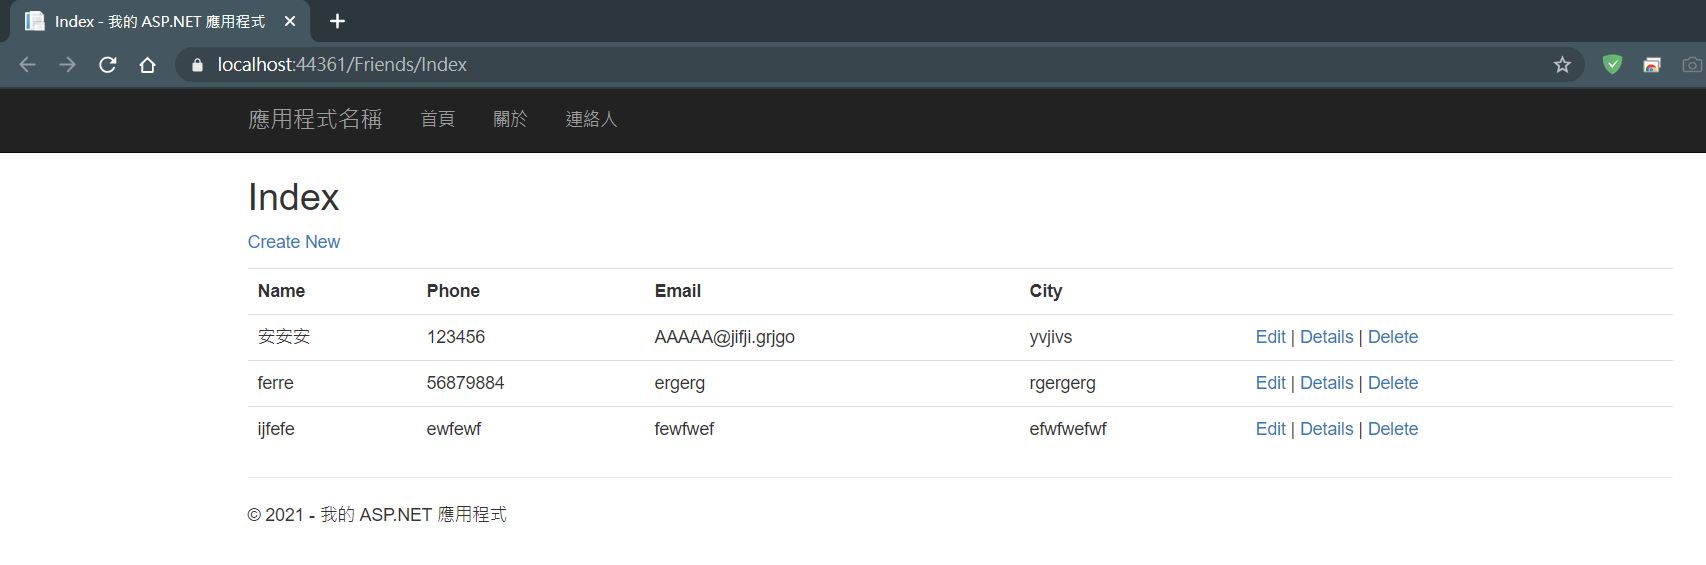 Index - 我的 ASP.NET 應用程式
localhost:44361/Friends/Index
應用程式名稱 首頁 關於 連絡人
Index
Create New
Name Phone Email City
安安安 123456 AAAAA@jifji.grjgo yvjivs Edit | Details | Delete
ferre 56879884 ergerg rgergerg Edit | Details | Delete
ijfefe ewfewf fewfwef efwfwefwf Edit | Details | Delete
© 2021 - 我的 ASP.NET 應用程式